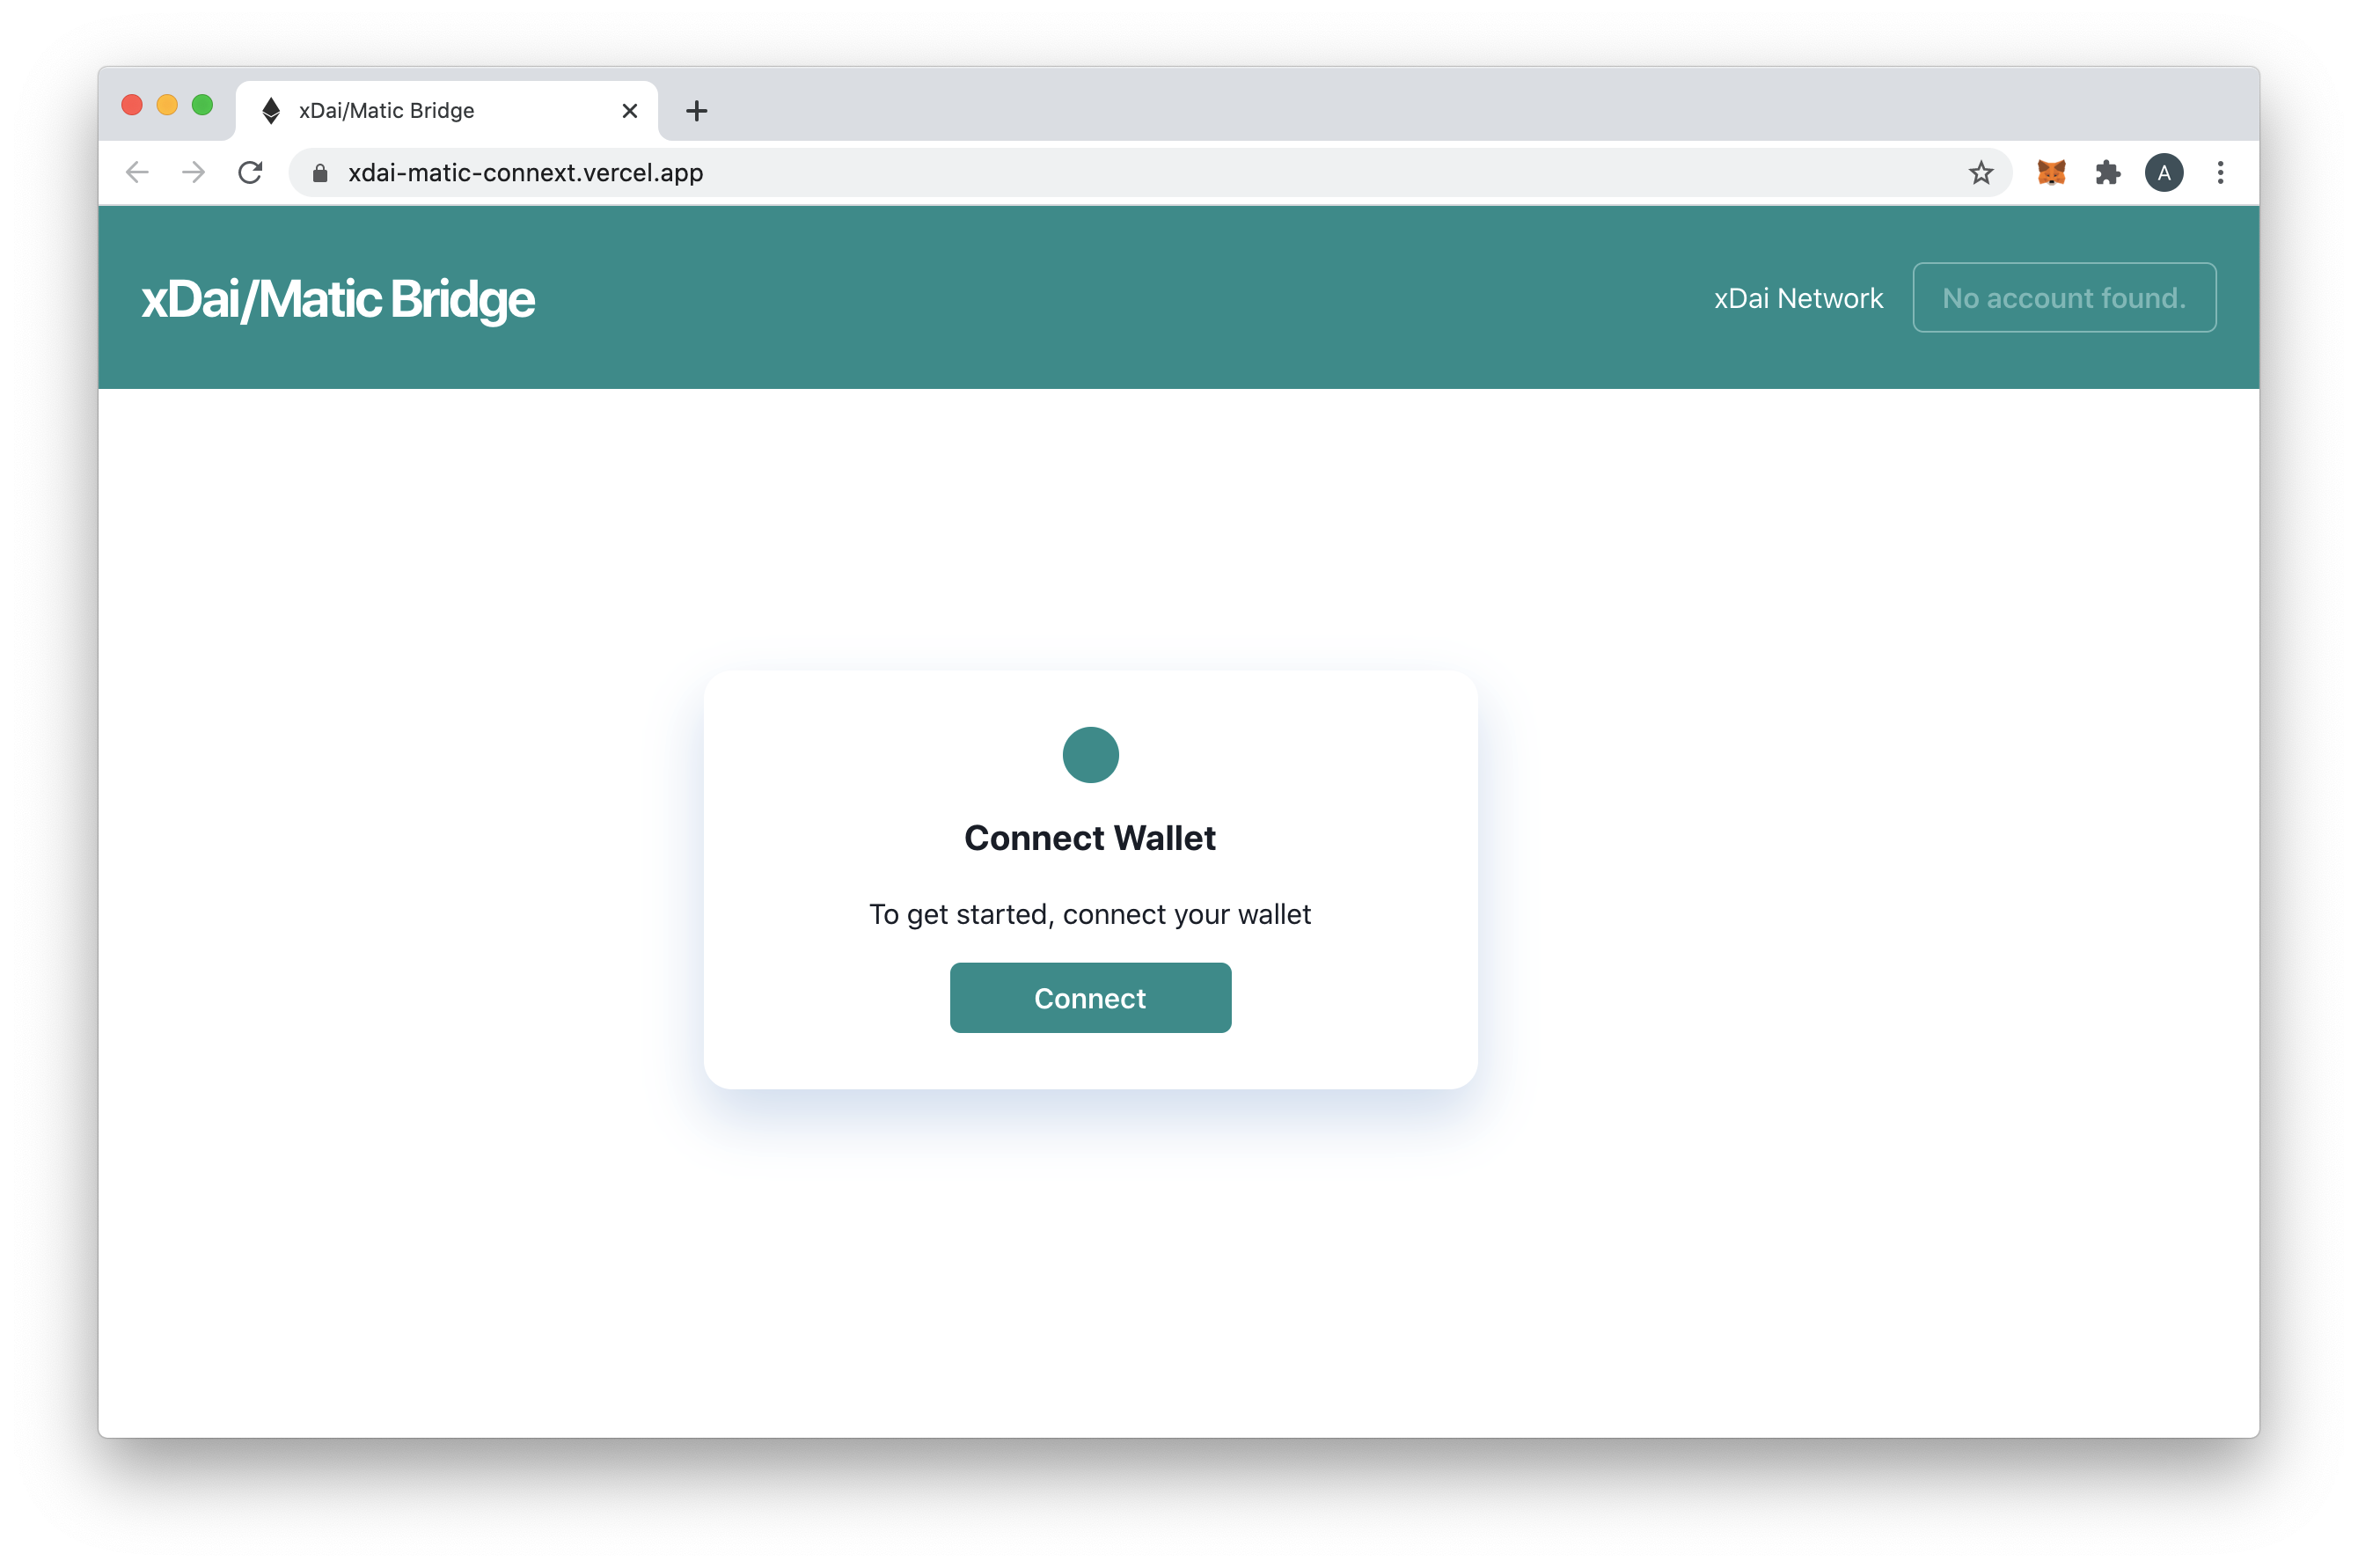 xDai/Matic Bridge
xdai-matic-connext.vercel.app
A
xDai/Matic Bridge
xDai Network
No account found.
Connect Wallet
To get started, connect your wallet
Connect